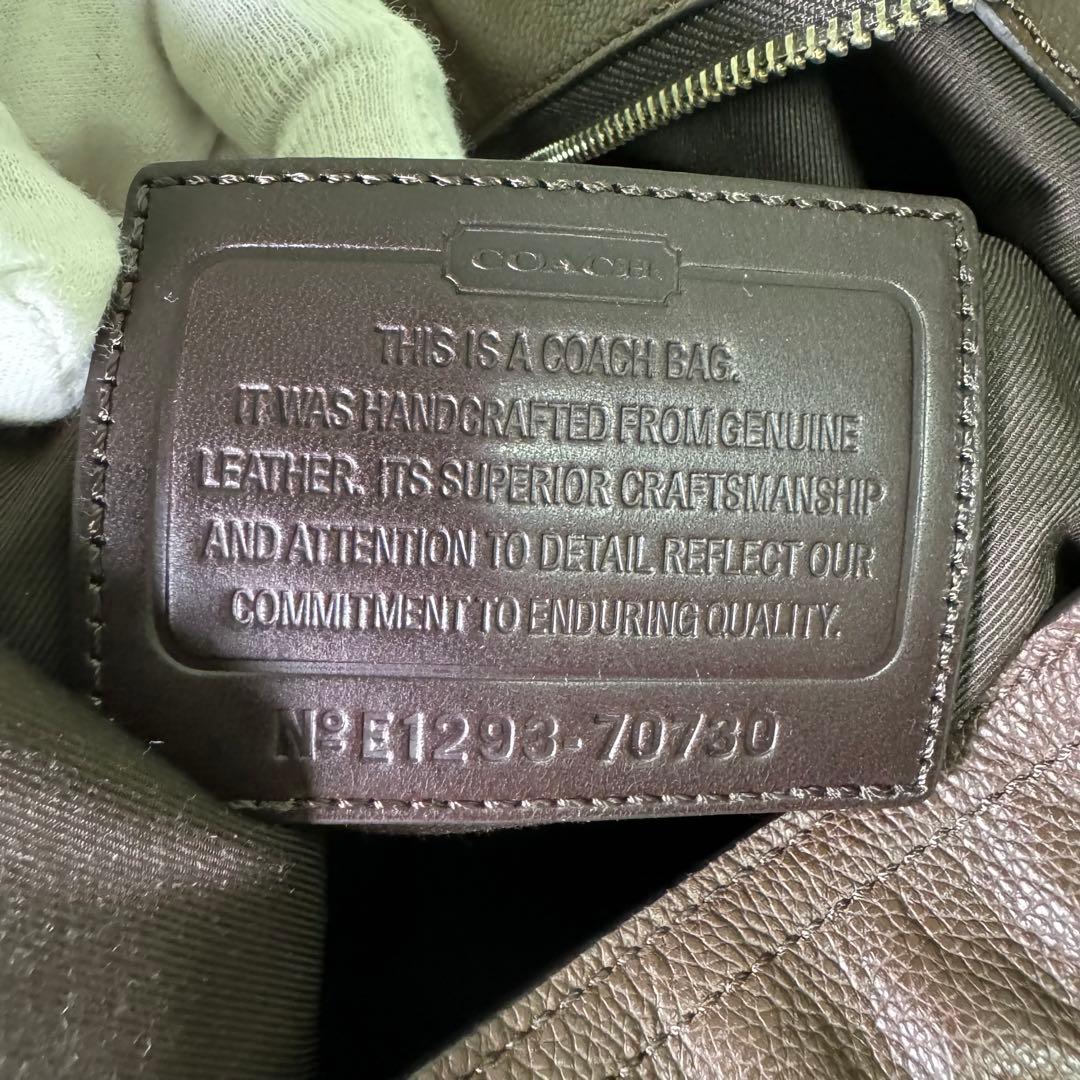 COACH
THIS IS A COACH BAG.
IT WAS HANDCRAFTED FROM GENUINE
LEATHER. ITS SUPERIOR CRAFTSMANSHIP
AND ATTENTION TO DETAIL REFLECT OUR
COMMITMENT TO ENDURING QUALITY.
Nº E1293-70730